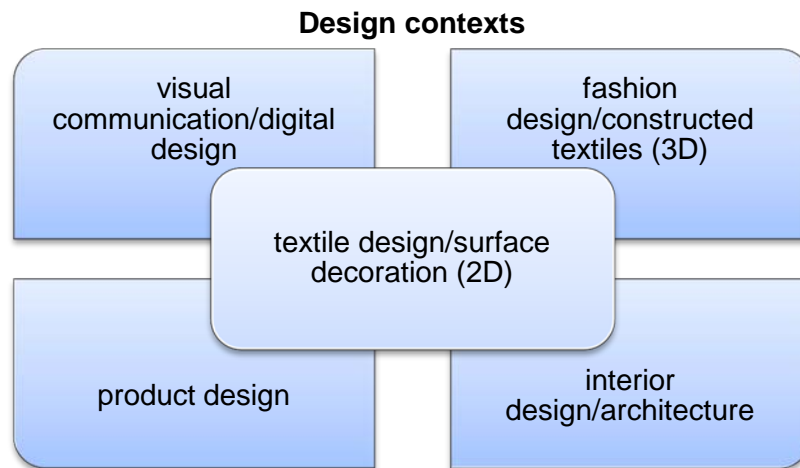 Design contexts
visual
communication/digital
design
fashion
design/constructed
textiles (3D)
textile design/surface
decoration (2D)
product design
interior
design/architecture